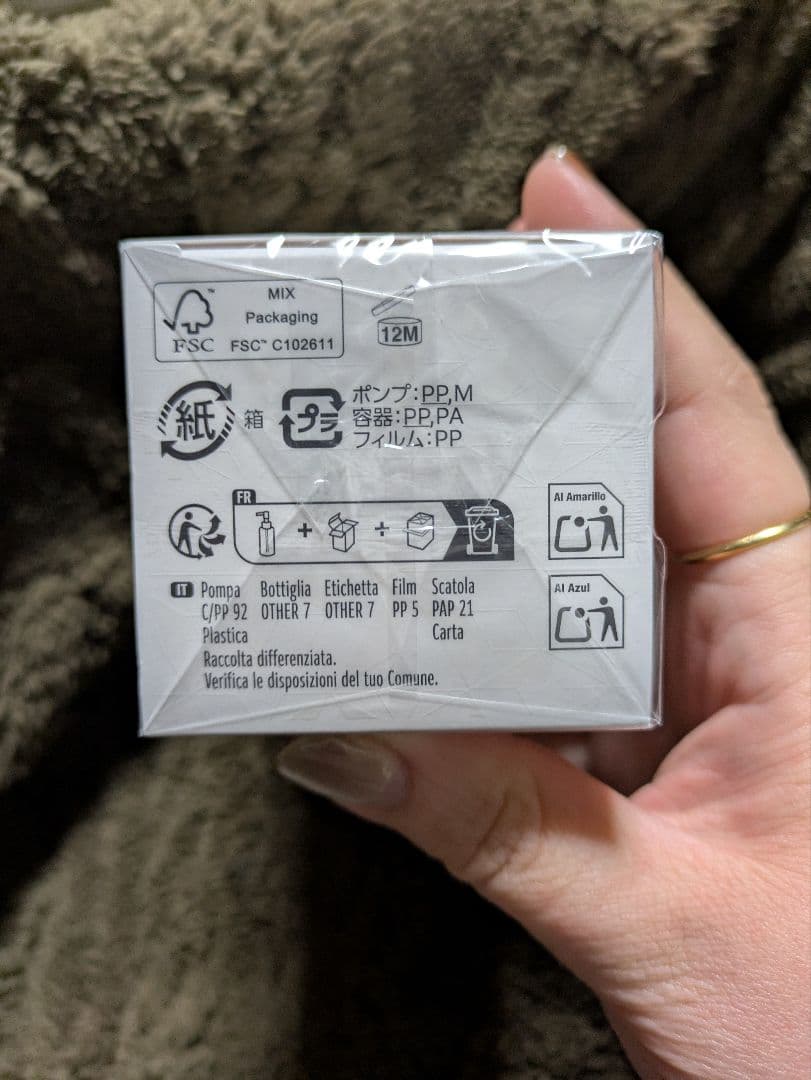 MIX
Packaging
FSC™
FSC™ C102611
12M
紙 箱
プラ
ポンプ:PP,M
容器:PP,PA
フィルム:PP
FR
Al Amarillo
Al Azul
IT
Pompa Bottiglia Etichetta Film Scatola
C/PP 92 OTHER 7 OTHER 7 PP 5 PAP 21
Plastica Carta
Raccolta differenziata.
Verifica le disposizioni del tuo Comune.